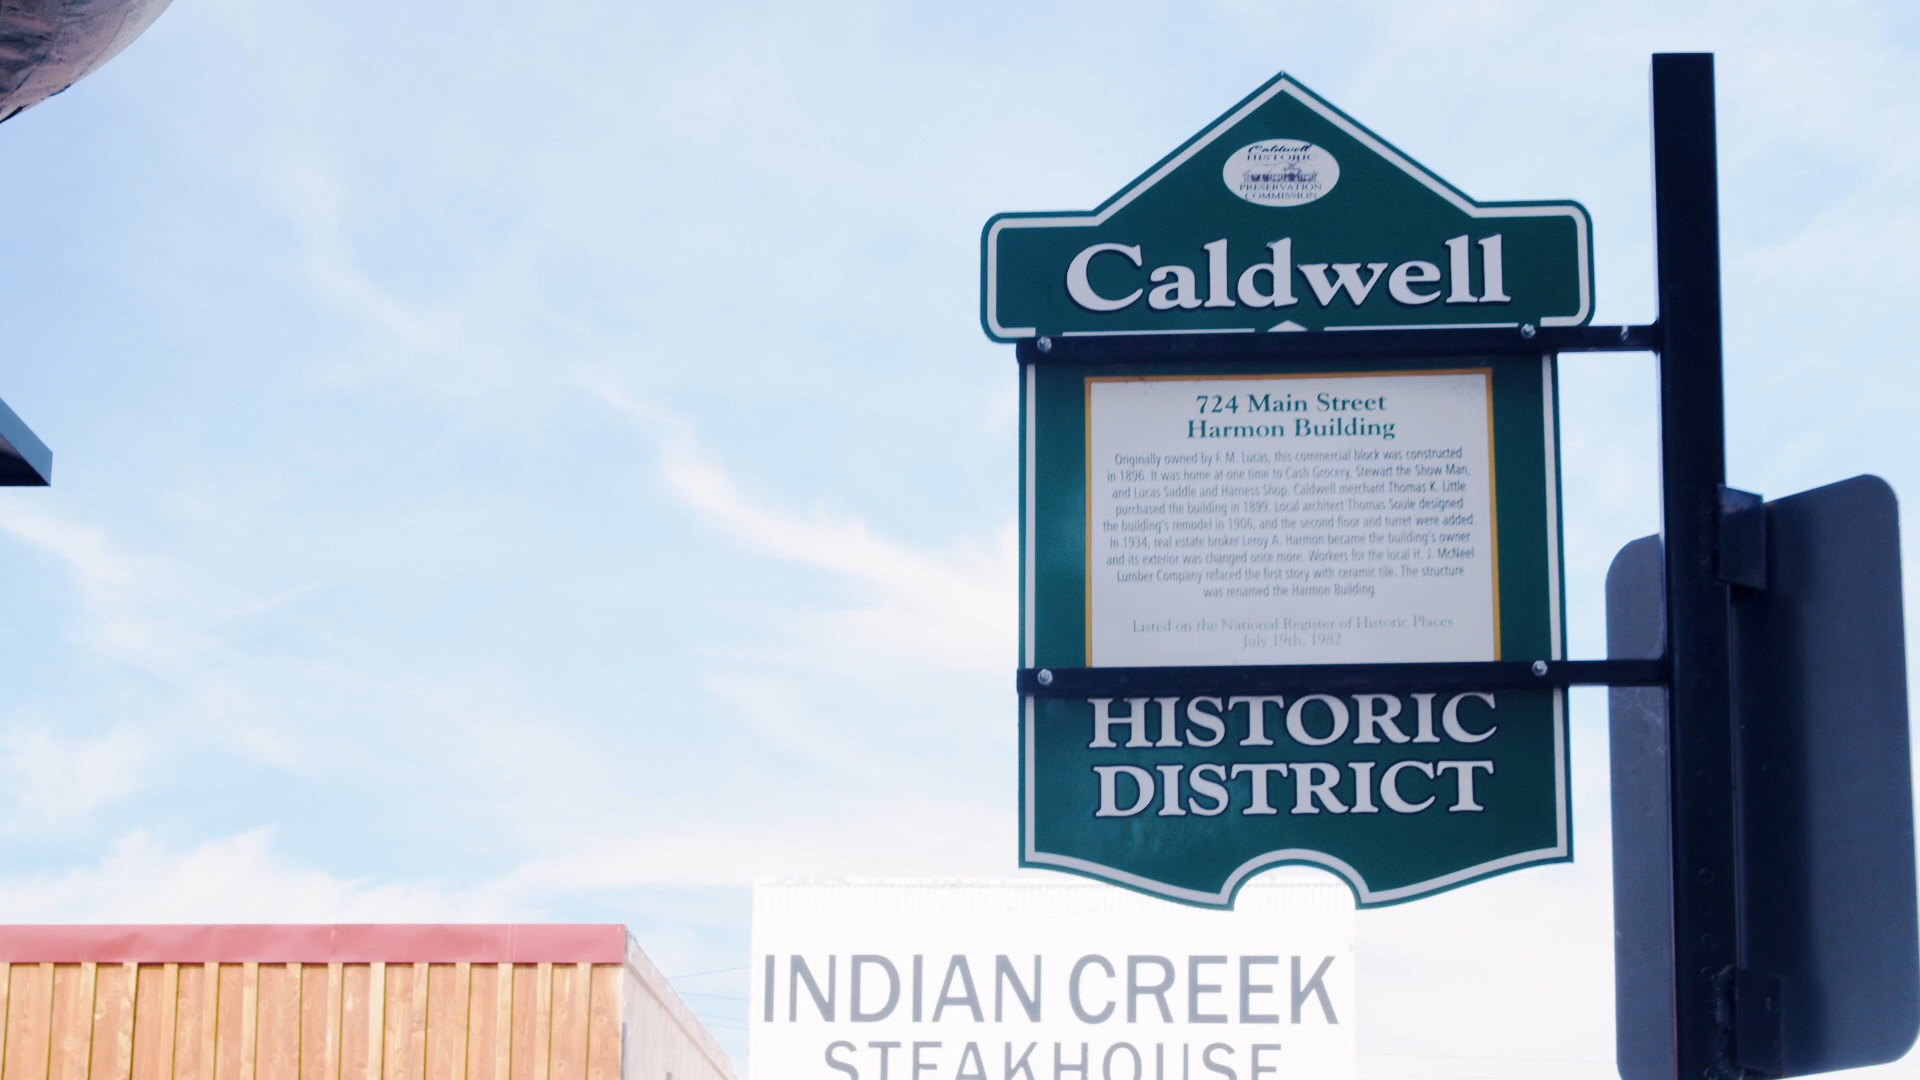 Caldwell
HISTORIC
PRESERVATION
COMMISSION
Caldwell
724 Main Street
Harmon Building
Originally owned by F. M. Lucas, this commercial block was constructed
in 1896. It was home at one time to Cash Grocery, Stewart the Show Man,
and Lucas Saddle and Harness Shop. Caldwell merchant Thomas K. Little
purchased the building in 1899. Local architect Thomas Soule designed
the building's remodel in 1906, and the second floor and turret were added.
In 1934, real estate broker Leroy A. Harmon became the building's owner
and its exterior was changed once more. Workers for the local H. J. McNeel
Lumber Company refaced the first story with ceramic tile. The structure
was renamed the Harmon Building.
Listed on the National Register of Historic Places
July 19th, 1982
HISTORIC
DISTRICT
INDIAN CREEK
STEAKHOUSE